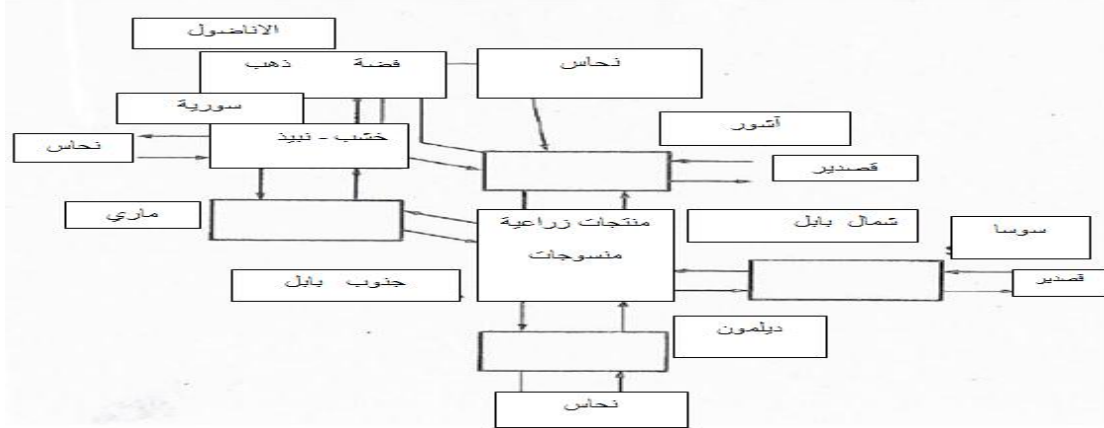 الاناضول
فضة ذهب
نحاس
سورية
آشور
خشب - نبيذ
نحاس
قصدير
ماري
منتجات زراعية
منسوجات
شمال بابل
سوسا
جنوب بابل
قصدير
ديلمون
نحاس